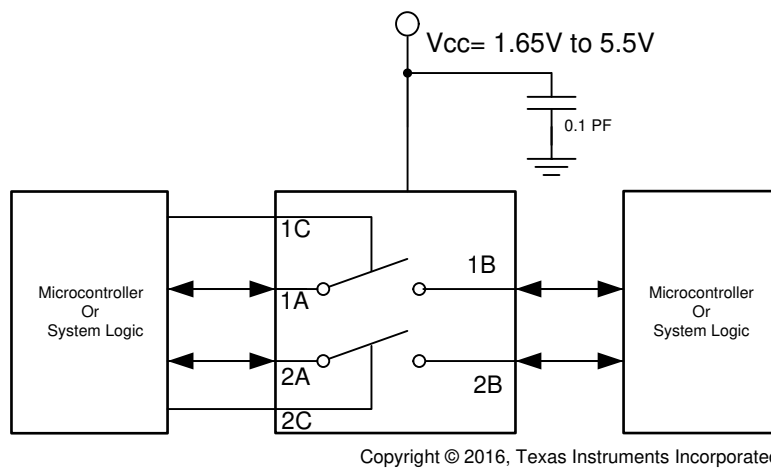 Vcc= 1.65V to 5.5V
0.1 PF
1C
1B
1A
Microcontroller
Or
System Logic
Microcontroller
Or
System Logic
2A
2B
2C
Copyright © 2016, Texas Instruments Incorporated